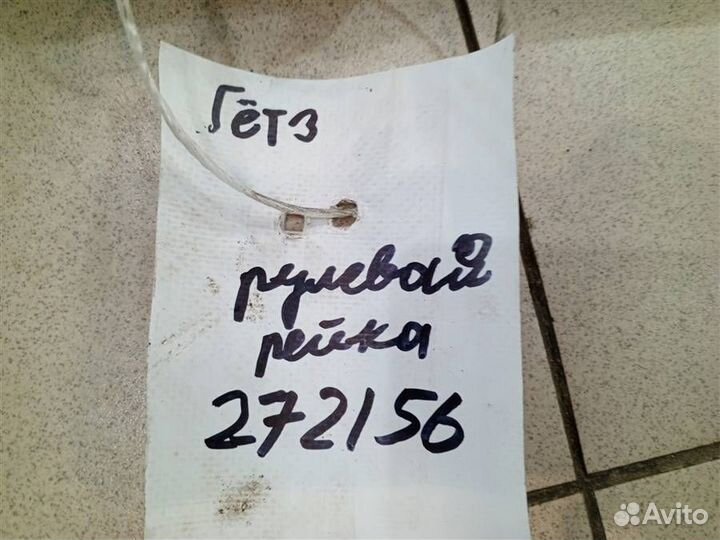 Гётз
рулевая
рейка
272156
Avito